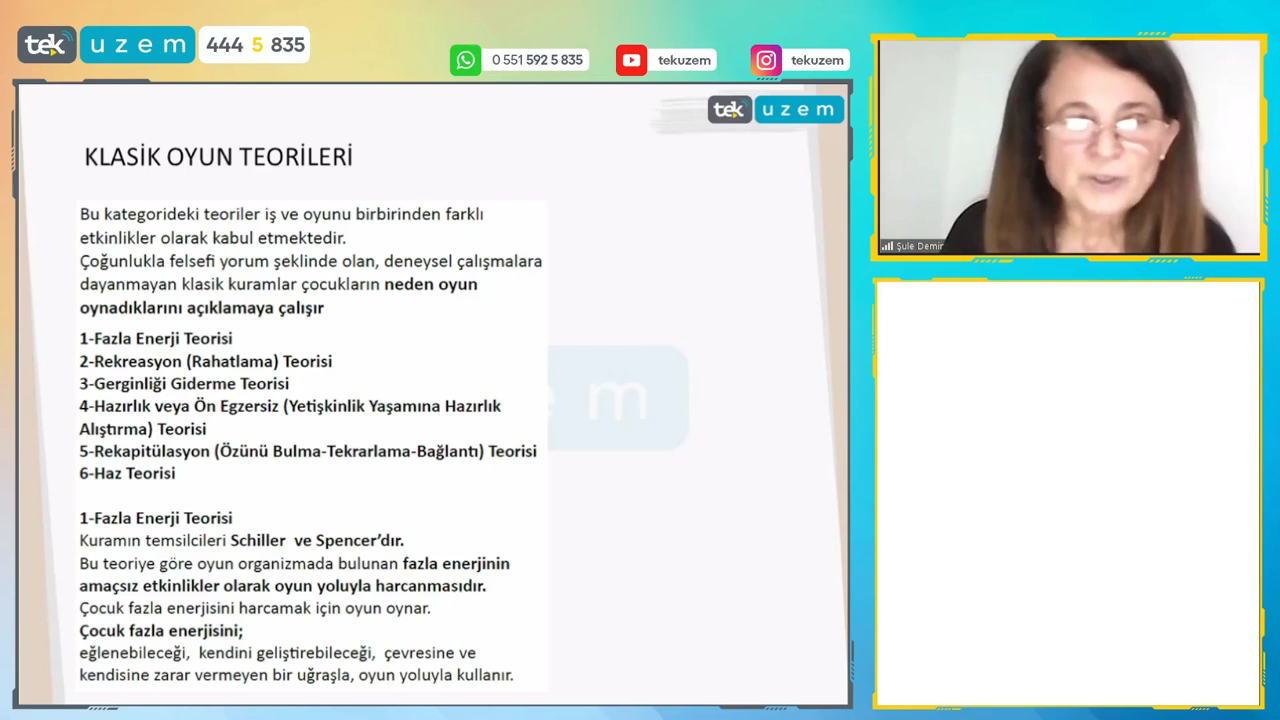 tek uzem 444 5 835
0 551 592 5 835
tekuzem
tekuzem
tek uzem
KLASİK OYUN TEORİLERİ
Bu kategorideki teoriler iş ve oyunu birbirinden farklı
etkinlikler olarak kabul etmektedir.
Çoğunlukla felsefi yorum şeklinde olan, deneysel çalışmalara
dayanmayan klasik kuramlar çocukların neden oyun
oynadıklarını açıklamaya çalışır
1-Fazla Enerji Teorisi
2-Rekreasyon (Rahatlama) Teorisi
3-Gerginliği Giderme Teorisi
4-Hazırlık veya Ön Egzersiz (Yetişkinlik Yaşamına Hazırlık
Alıştırma) Teorisi
5-Rekapitülasyon (Özünü Bulma-Tekrarlama-Bağlantı) Teorisi
6-Haz Teorisi
1-Fazla Enerji Teorisi
Kuramın temsilcileri Schiller ve Spencer’dır.
Bu teoriye göre oyun organizmada bulunan fazla enerjinin
amaçsız etkinlikler olarak oyun yoluyla harcanmasıdır.
Çocuk fazla enerjisini harcamak için oyun oynar.
Çocuk fazla enerjisini;
eğlenebileceği, kendini geliştirebileceği, çevresine ve
kendisine zarar vermeyen bir uğraşla, oyun yoluyla kullanır.
e m
Şule Demir